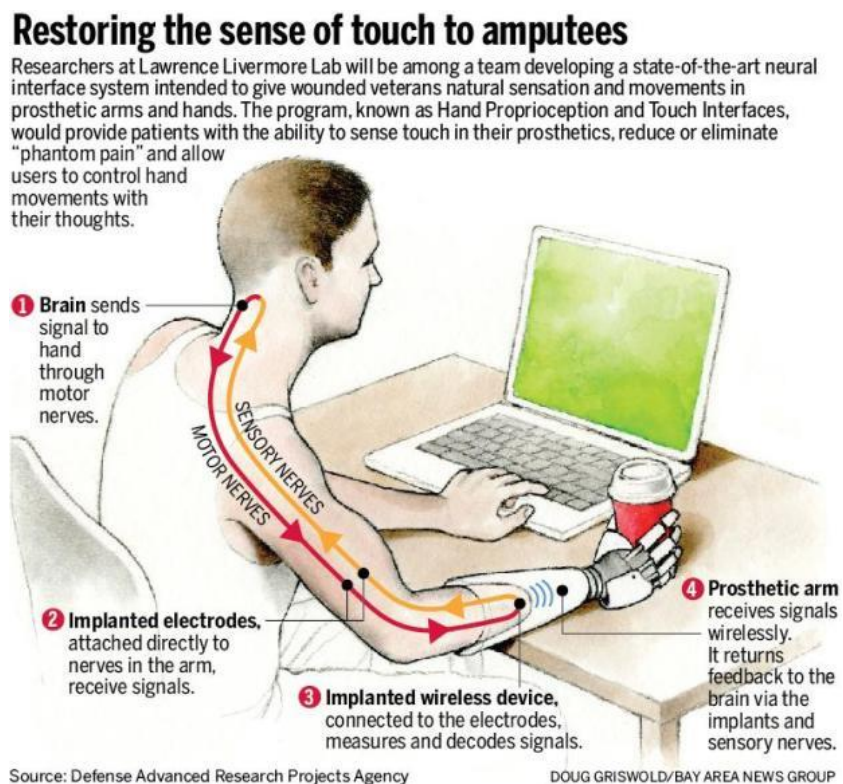 Restoring the sense of touch to amputees
Researchers at Lawrence Livermore Lab will be among a team developing a state-of-the-art neural
interface system intended to give wounded veterans natural sensation and movements in
prosthetic arms and hands. The program, known as Hand Proprioception and Touch Interfaces,
would provide patients with the ability to sense touch in their prosthetics, reduce or eliminate
“phantom pain” and allow
users to control hand
movements with
their thoughts.
1 Brain sends
signal to
hand
through
motor
nerves.
SENSORY NERVES
MOTOR NERVES
2 Implanted electrodes,
attached directly to
nerves in the arm,
receive signals.
3 Implanted wireless device,
connected to the electrodes,
measures and decodes signals.
4 Prosthetic arm
receives signals
wirelessly.
It returns
feedback to the
brain via the
implants and
sensory nerves.
Source: Defense Advanced Research Projects Agency
DOUG GRISWOLD/BAY AREA NEWS GROUP